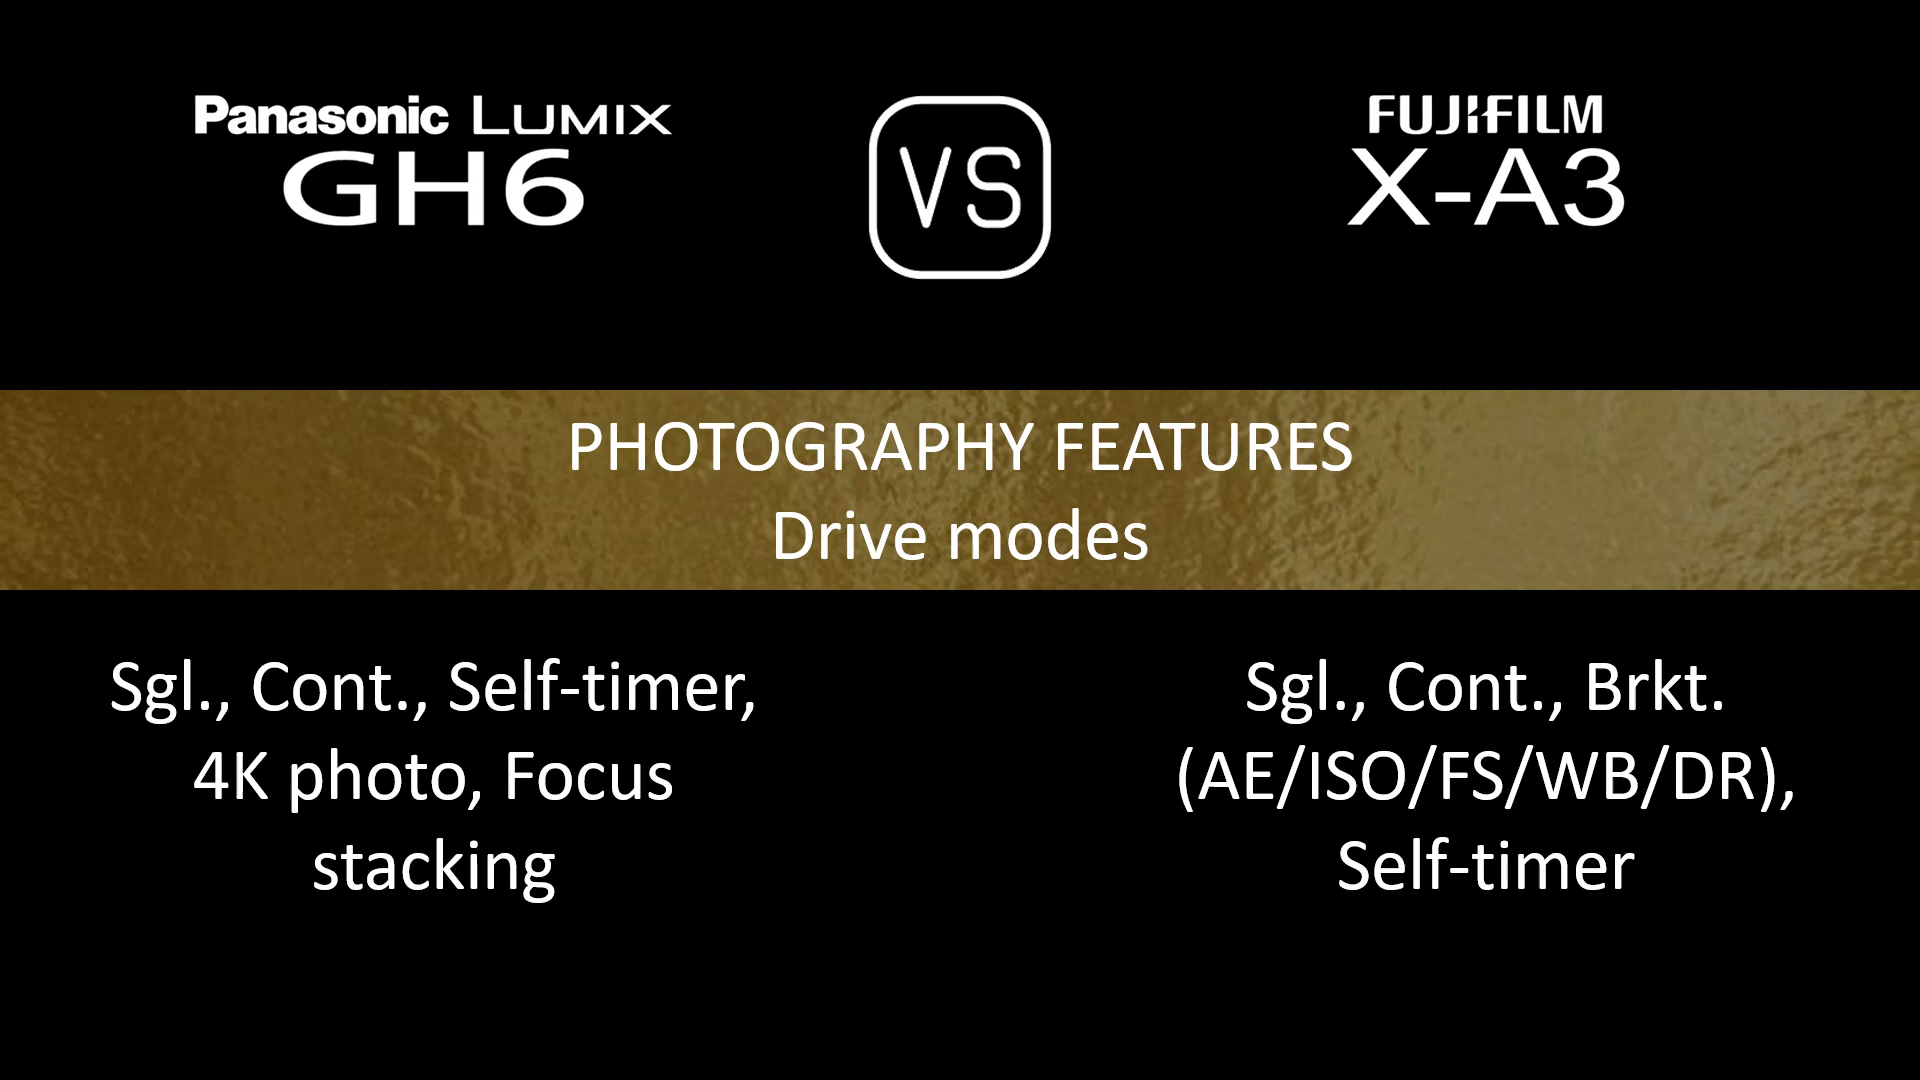 Panasonic LUMIX
GH6
VS
FUJIFILM
X-A3
PHOTOGRAPHY FEATURES
Drive modes
Sgl., Cont., Self-timer,
4K photo, Focus
stacking
Sgl., Cont., Brkt.
(AE/ISO/FS/WB/DR),
Self-timer